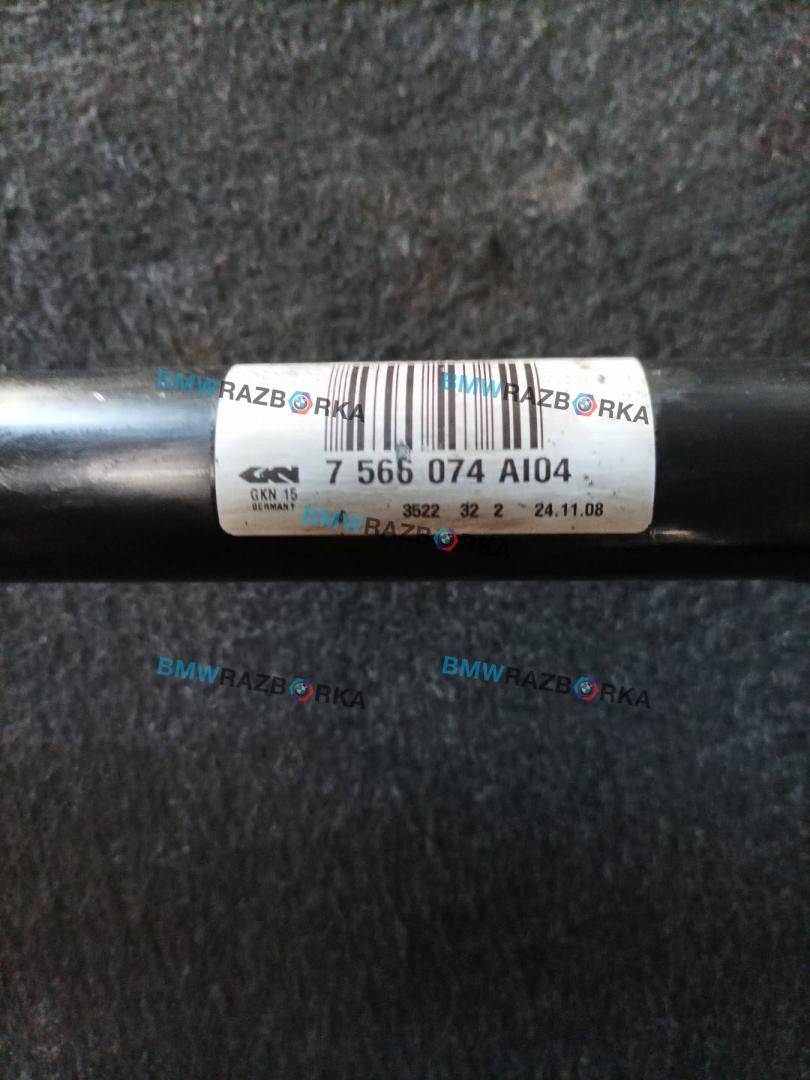 BMWRAZBORKA BMWRAZBORKA
GKN 7 566 074 AI04
GKN 15
GERMANY 3522 32 2 24.11.08
BMWRAZBORKA
BMWRAZBORKA BMWRAZBORKA